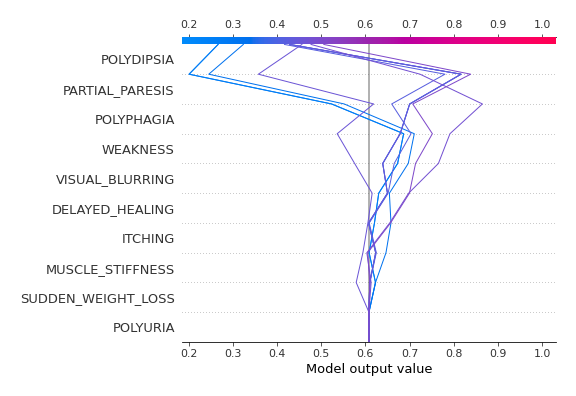 0.2 0.3 0.4 0.5 0.6 0.7 0.8 0.9 1.0
POLYDIPSIA
PARTIAL_PARESIS
POLYPHAGIA
WEAKNESS
VISUAL_BLURRING
DELAYED_HEALING
ITCHING
MUSCLE_STIFFNESS
SUDDEN_WEIGHT_LOSS
POLYURIA
0.2 0.3 0.4 0.5 0.6 0.7 0.8 0.9 1.0
Model output value